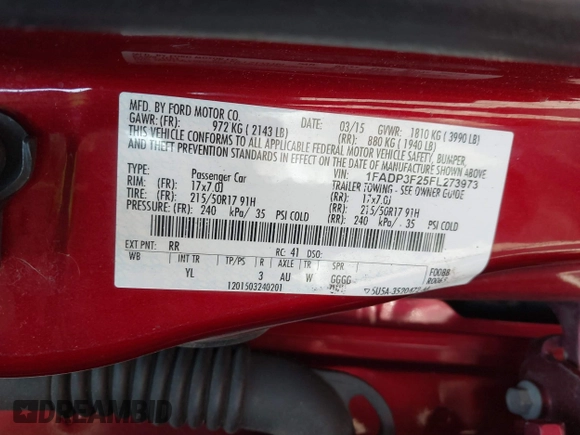 MFD. BY FORD MOTOR CO.
03/15 GVWR: 1810 KG ( 3990 LB)
GAWR: (FR): 972 KG ( 2143 LB) (RR): 880 KG ( 1940 LB)
THIS VEHICLE CONFORMS TO ALL APPLICABLE FEDERAL MOTOR VEHICLE SAFETY, BUMPER,
AND THEFT PREVENTION STANDARDS IN EFFECT ON THE DATE OF MANUFACTURE SHOWN ABOVE.
VIN: 1FADP3F25FL273973
TYPE: Passenger Car TRAILER TOWING - SEE OWNER GUIDE
RIM: (FR) 17x7.0J (RR): 17x7.0J
TIRE: (FR): 215/50R17 91H (RR): 215/50R17 91H
PRESSURE: (FR) 240 kPa/ 35 PSI COLD (RR): 240 kPa/ 35 PSI COLD
EXT PNT: RR RC: 41 DSO:
WB INT TR TP/PS R AXLE TR SPR
YL 3 AU W GGGG
1201503240201
DREAMBID